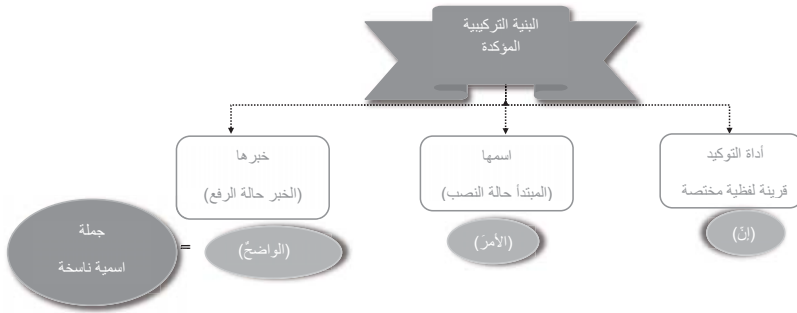 البنية التركيبية
المؤكدة
أداة التوكيد
قرينة لفظية مختصة
(إنّ)
اسمها
(المبتدأ حالة النصب)
(الأمرَ)
خبرها
(الخبر حالة الرفع)
(الواضحٌ)
=
جملة
اسمية ناسخة